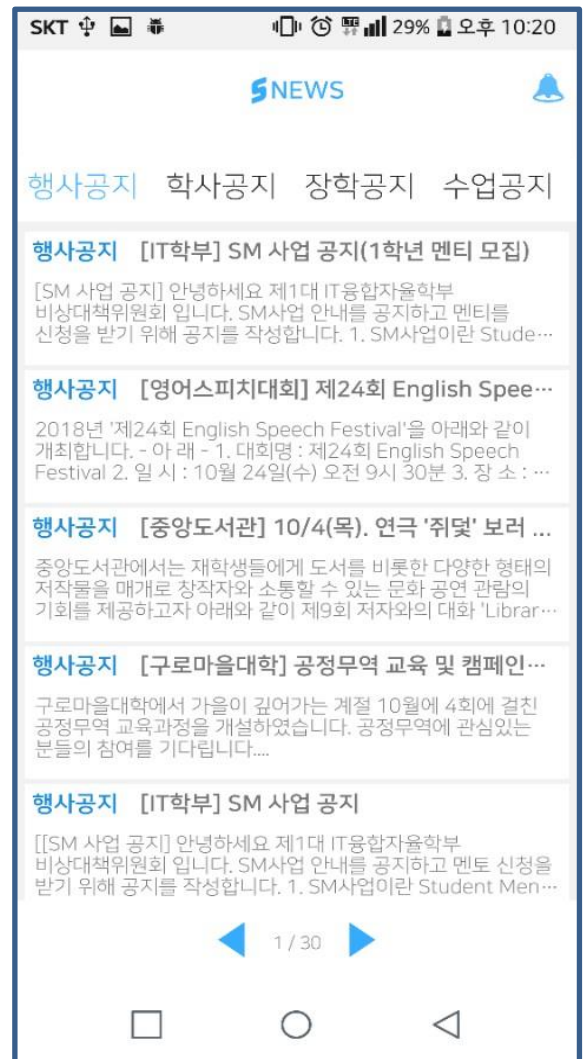 SKT 29% 오후 10:20
SNEWS
행사공지 학사공지 장학공지 수업공지
행사공지 [IT학부] SM 사업 공지(1학년 멘티 모집)
[SM 사업 공지] 안녕하세요 제1대 IT융합자율학부
비상대책위원회 입니다. SM사업 안내를 공지하고 멘티를
신청을 받기 위해 공지를 작성합니다. 1. SM사업이란 Stude…
행사공지 [영어스피치대회] 제24회 English Spee…
2018년 '제24회 English Speech Festival'을 아래와 같이
개최합니다. - 아 래 - 1. 대회명 : 제24회 English Speech
Festival 2. 일 시 : 10월 24일(수) 오전 9시 30분 3. 장 소 : …
행사공지 [중앙도서관] 10/4(목). 연극 '쥐덫' 보러 ...
중앙도서관에서는 재학생들에게 도서를 비롯한 다양한 형태의
저작물을 매개로 창작자와 소통할 수 있는 문화 공연 관람의
기회를 제공하고자 아래와 같이 제9회 저자와의 대화 'Librar…
행사공지 [구로마을대학] 공정무역 교육 및 캠페인…
구로마을대학에서 가을이 깊어가는 계절 10월에 4회에 걸친
공정무역 교육과정을 개설하였습니다. 공정무역에 관심있는
분들의 참여를 기다립니다....
행사공지 [IT학부] SM 사업 공지
[[SM 사업 공지] 안녕하세요 제1대 IT융합자율학부
비상대책위원회 입니다. SM사업 안내를 공지하고 멘토 신청을
받기 위해 공지를 작성합니다. 1. SM사업이란 Student Men…
1 / 30